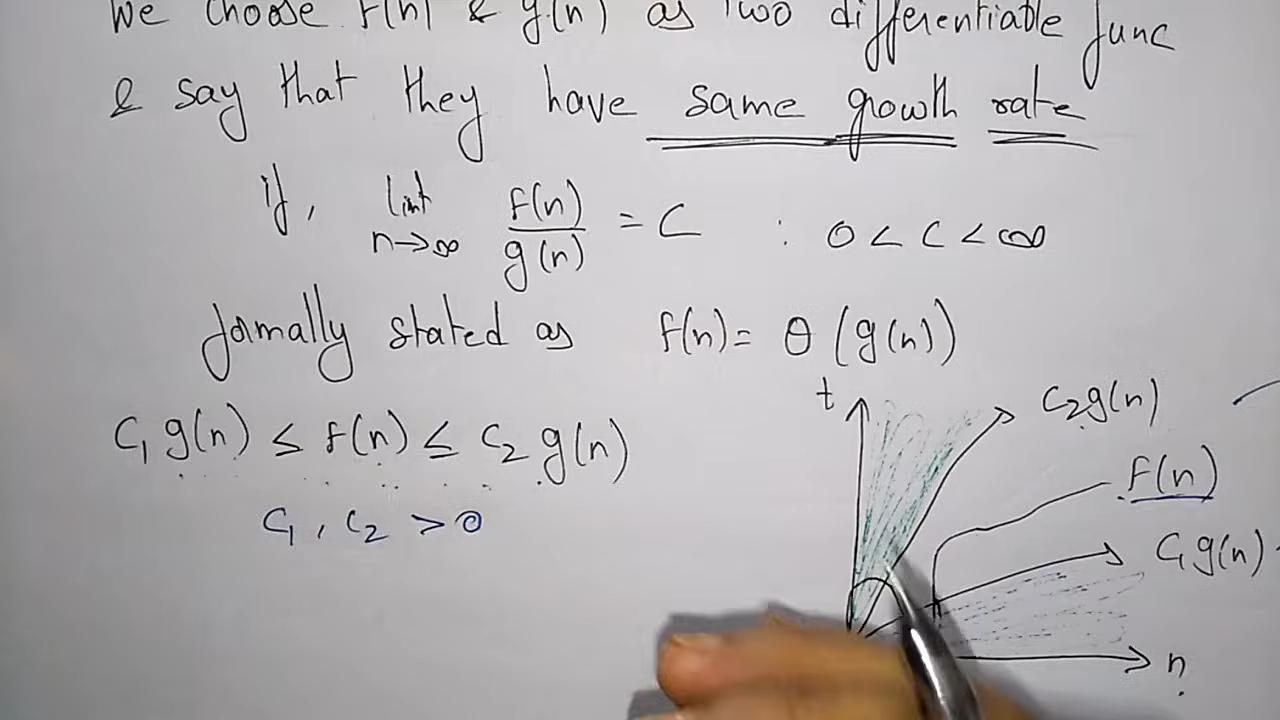 We choose F(n) & g(n) as two differentiable func
& say that they have same growth rate
if, limt n→∞ F(n)/g(n) = C : 0 < C < ∞
formally stated as F(n) = θ (g(n))
C₁ g(n) ≤ F(n) ≤ C₂ g(n)
C₁, C₂ > 0
t
C₂g(n)
F(n)
C₁g(n)
n